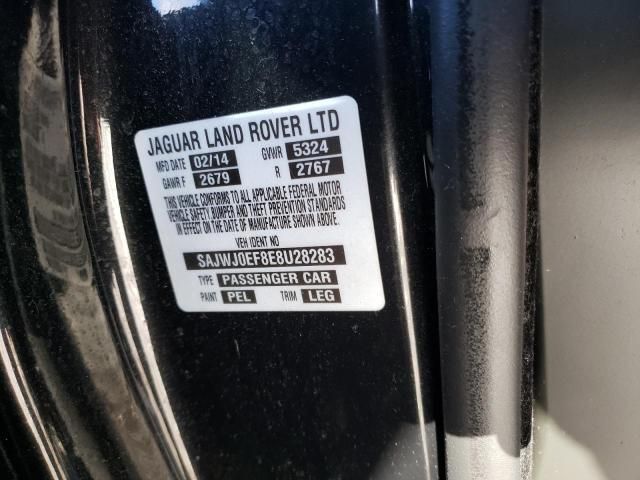 JAGUAR LAND ROVER LTD
MFD DATE 02/14 GVWR 5324
GAWR F 2679 R 2767
THIS VEHICLE CONFORMS TO ALL APPLICABLE FEDERAL MOTOR
VEHICLE SAFETY BUMPER AND THEFT PREVENTION STANDARDS
IN EFFECT ON THE DATE OF MANUFACTURE SHOWN ABOVE.
VEH IDENT NO
SAJWJ0EF8E8U28283
TYPE PASSENGER CAR
PAINT PEL TRIM LEG